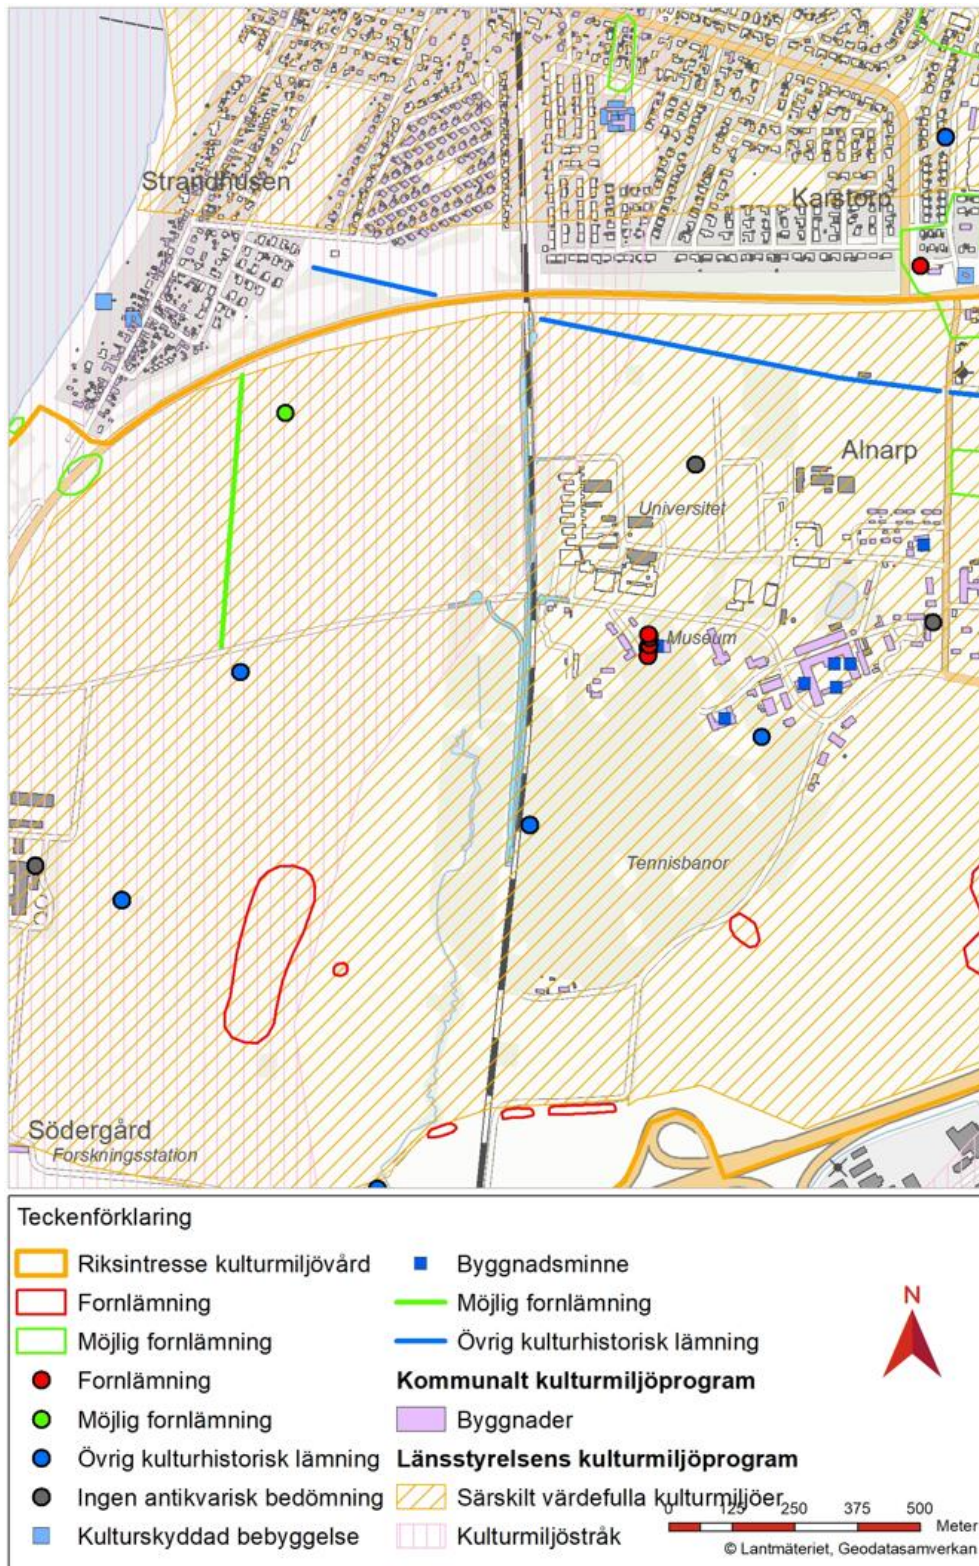 Strandhusen
Karstorp
Alnarp
Universitet
Museum
Tennisbanor
Södergård
Forskningsstation
Teckenförklaring
Riksintresse kulturmiljövård
Fornlämning
Möjlig fornlämning
Fornlämning
Möjlig fornlämning
Övrig kulturhistorisk lämning
Ingen antikvarisk bedömning
Kulturskyddad bebyggelse
Byggnadsminne
Möjlig fornlämning
Övrig kulturhistorisk lämning
Kommunalt kulturmiljöprogram
Byggnader
Länsstyrelsens kulturmiljöprogram
Särskilt värdefulla kulturmiljöer
Kulturmiljöstråk
N
0 125 250 375 500
Meter
© Lantmäteriet, Geodatasamverkan